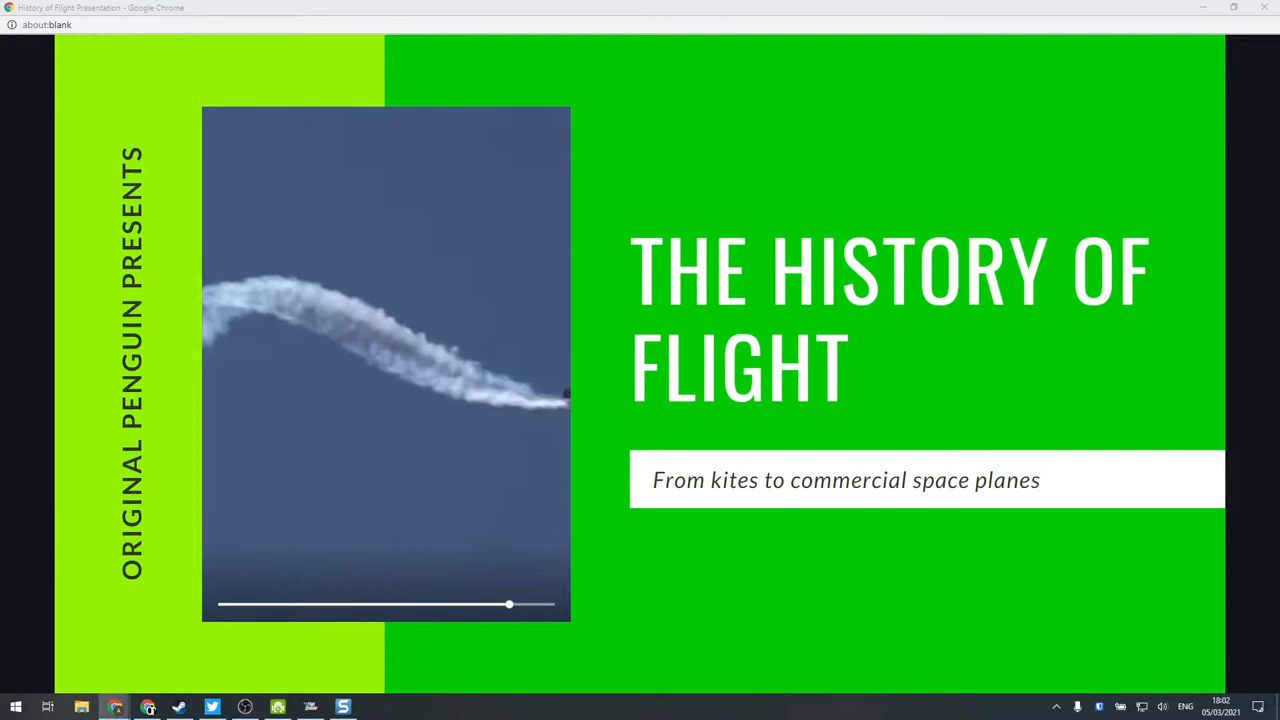 History of Flight Presentation - Google Chrome
about:blank
ORIGINAL PENGUIN PRESENTS
THE HISTORY OF
FLIGHT
From kites to commercial space planes
ENG
18:02
05/03/2021